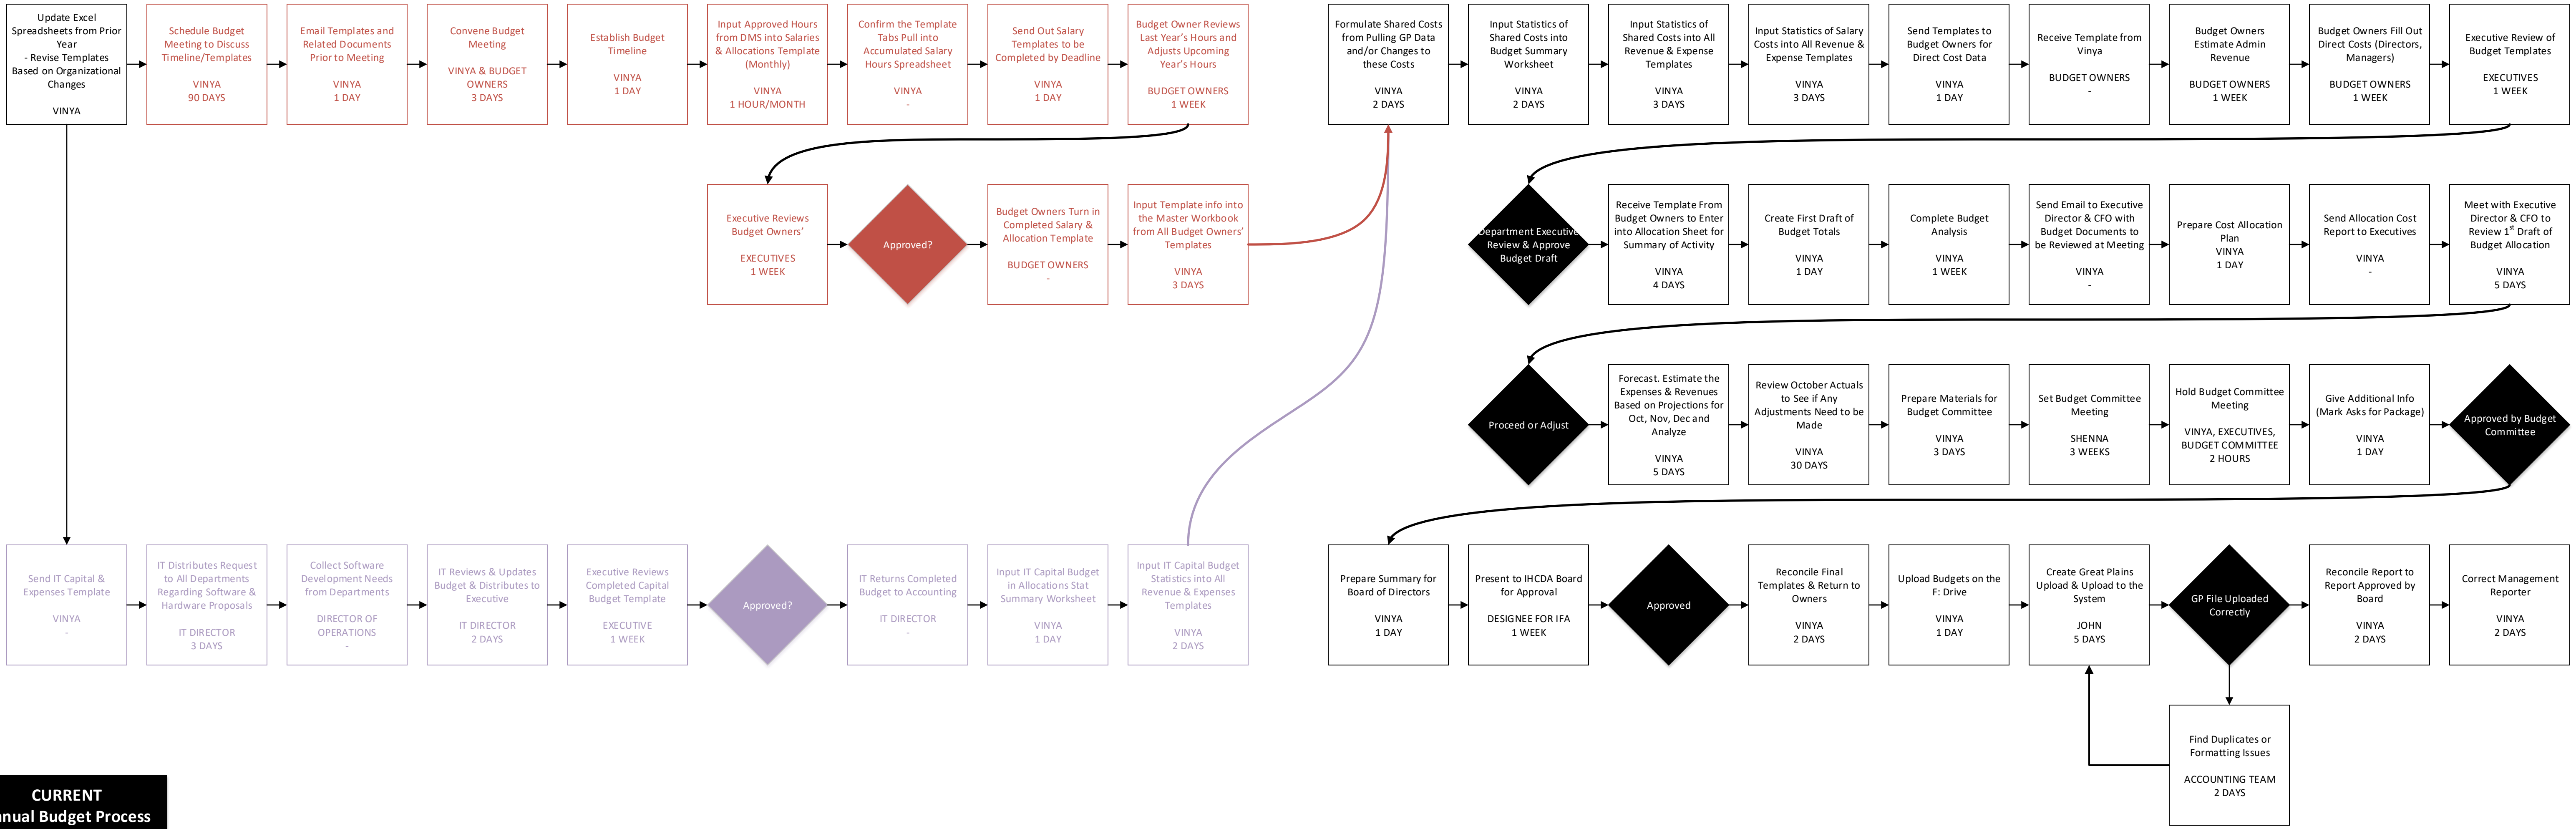 Update Excel
Spreadsheets from Prior
Year
- Revise Templates
Based on Organizational
Changes
VINYA
Schedule Budget
Meeting to Discuss
Timeline/Templates
VINYA
90 DAYS
Email Templates and
Related Documents
Prior to Meeting
VINYA
1 DAY
Convene Budget
Meeting
VINYA & BUDGET
OWNERS
3 DAYS
Establish Budget
Timeline
VINYA
1 DAY
Input Approved Hours
from DMS into Salaries
& Allocations Template
(Monthly)
VINYA
1 HOUR/MONTH
Confirm the Template
Tabs Pull into
Accumulated Salary
Hours Spreadsheet
VINYA
-
Send Out Salary
Templates to be
Completed by Deadline
VINYA
1 DAY
Budget Owner Reviews
Last Year's Hours and
Adjusts Upcoming
Year's Hours
BUDGET OWNERS
1 WEEK
Formulate Shared Costs
from Pulling GP Data
and/or Changes to
these Costs
VINYA
2 DAYS
Input Statistics of
Shared Costs into
Budget Summary
Worksheet
VINYA
2 DAYS
Input Statistics of
Shared Costs into All
Revenue & Expense
Templates
VINYA
3 DAYS
Input Statistics of Salary
Costs into All Revenue &
Expense Templates
VINYA
3 DAYS
Send Templates to
Budget Owners for
Direct Cost Data
VINYA
1 DAY
Receive Template from
Vinya
BUDGET OWNERS
-
Budget Owners
Estimate Admin
Revenue
BUDGET OWNERS
1 WEEK
Budget Owners Fill Out
Direct Costs (Directors,
Managers)
BUDGET OWNERS
1 WEEK
Executive Review of
Budget Templates
EXECUTIVES
1 WEEK
Executive Reviews
Budget Owners'
EXECUTIVES
1 WEEK
Approved?
Budget Owners Turn in
Completed Salary &
Allocation Template
BUDGET OWNERS
-
Input Template info into
the Master Workbook
from All Budget Owners'
Templates
VINYA
3 DAYS
Department Executive
Review & Approve
Budget Draft
Receive Template From
Budget Owners to Enter
into Allocation Sheet for
Summary of Activity
VINYA
4 DAYS
Create First Draft of
Budget Totals
VINYA
1 DAY
Complete Budget
Analysis
VINYA
1 WEEK
Send Email to Executive
Director & CFO with
Budget Documents to
be Reviewed at Meeting
VINYA
-
Prepare Cost Allocation
Plan
VINYA
1 DAY
Send Allocation Cost
Report to Executives
VINYA
-
Meet with Executive
Director & CFO to
Review 1st Draft of
Budget Allocation
VINYA
5 DAYS
Proceed or Adjust
Forecast. Estimate the
Expenses & Revenues
Based on Projections for
Oct, Nov, Dec and
Analyze
VINYA
5 DAYS
Review October Actuals
to See if Any
Adjustments Need to be
Made
VINYA
30 DAYS
Prepare Materials for
Budget Committee
VINYA
3 DAYS
Set Budget Committee
Meeting
SHENNA
3 WEEKS
Hold Budget Committee
Meeting
VINYA, EXECUTIVES,
BUDGET COMMITTEE
2 HOURS
Give Additional Info
(Mark Asks for Package)
VINYA
1 DAY
Approved by Budget
Committee
Send IT Capital &
Expenses Template
VINYA
-
IT Distributes Request
to All Departments
Regarding Software &
Hardware Proposals
IT DIRECTOR
3 DAYS
Collect Software
Development Needs
from Departments
DIRECTOR OF
OPERATIONS
-
IT Reviews & Updates
Budget & Distributes to
Executive
IT DIRECTOR
2 DAYS
Executive Reviews
Completed Capital
Budget Template
EXECUTIVE
1 WEEK
Approved?
IT Returns Completed
Budget to Accounting
IT DIRECTOR
-
Input IT Capital Budget
in Allocations Stat
Summary Worksheet
VINYA
1 DAY
Input IT Capital Budget
Statistics into All
Revenue & Expenses
Templates
VINYA
2 DAYS
Prepare Summary for
Board of Directors
VINYA
1 DAY
Present to IHCDA Board
for Approval
DESIGNEE FOR IFA
1 WEEK
Approved
Reconcile Final
Templates & Return to
Owners
VINYA
2 DAYS
Upload Budgets on the
F: Drive
VINYA
1 DAY
Create Great Plains
Upload & Upload to the
System
JOHN
5 DAYS
GP File Uploaded
Correctly
Reconcile Report to
Report Approved by
Board
VINYA
2 DAYS
Correct Management
Reporter
VINYA
2 DAYS
Find Duplicates or
Formatting Issues
ACCOUNTING TEAM
2 DAYS
CURRENT
nual Budget Process